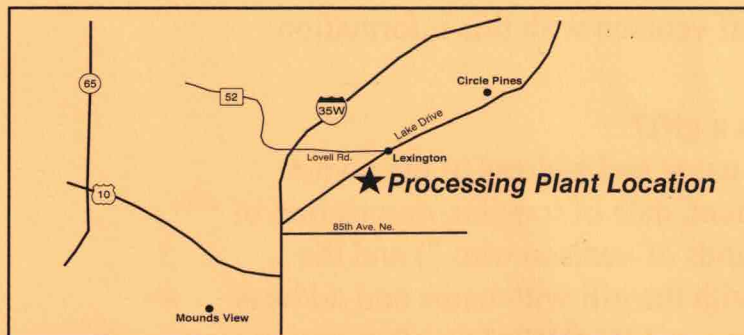 65
52
35W
Circle Pines
Lake Drive
Lovell Rd.
Lexington
Processing Plant Location
10
85th Ave. Ne.
Mounds View